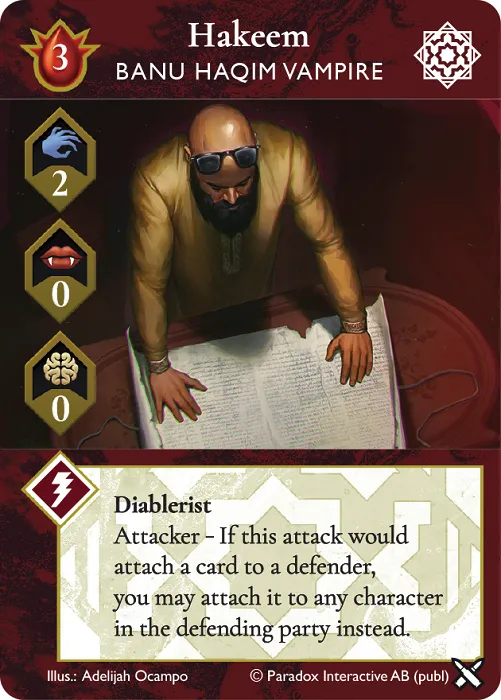 3
Hakeem
BANU HAQIM VAMPIRE
2
0
0
Diablerist
Attacker – If this attack would
attach a card to a defender,
you may attach it to any character
in the defending party instead.
Illus.: Adelijah Ocampo
© Paradox Interactive AB (publ)